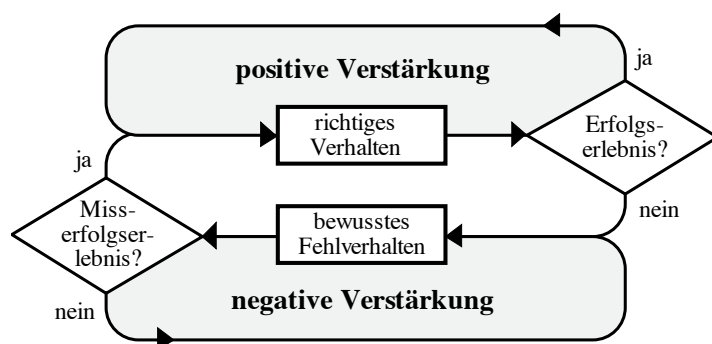 positive Verstärkung
ja
richtiges
Verhalten
Erfolgs-
erlebnis?
ja
Miss-
erfolgser-
lebnis?
bewusstes
Fehlverhalten
nein
nein
negative Verstärkung